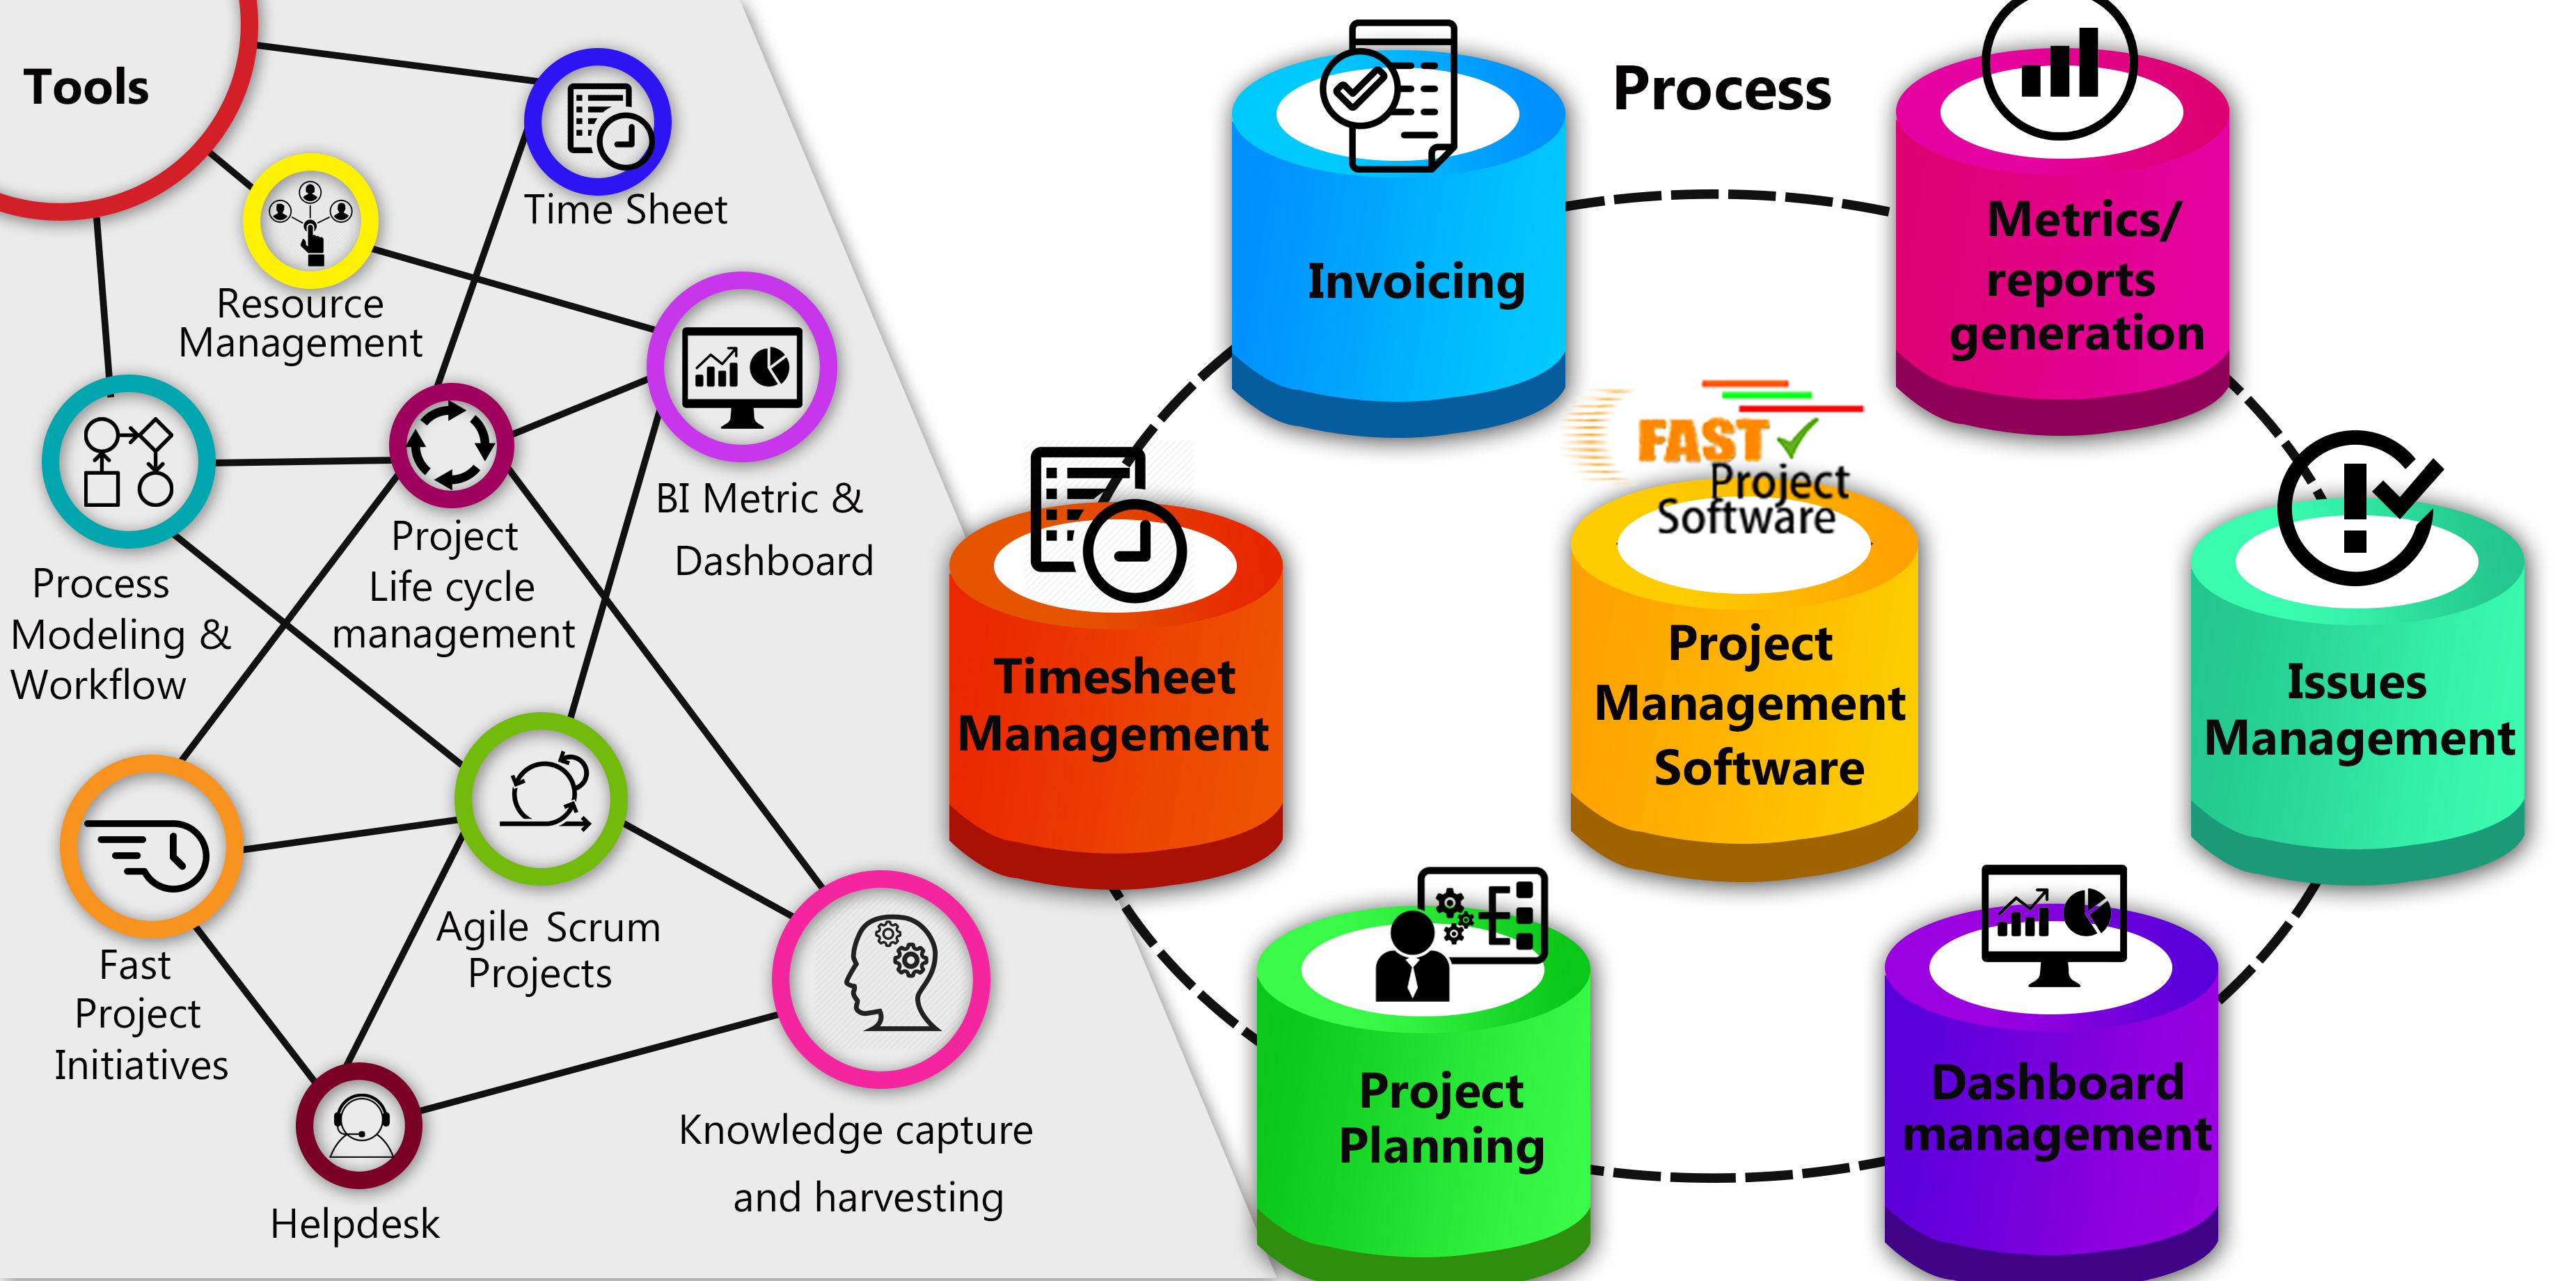 Tools
Time Sheet
Resource
Management
BI Metric &
Dashboard
Project
Life cycle
management
Process
Modeling &
Workflow
Agile Scrum
Projects
Fast
Project
Initiatives
Knowledge capture
and harvesting
Helpdesk
Process
Invoicing
Metrics/
reports
generation
FAST
Project
Software
Timesheet
Management
Project
Management
Software
Issues
Management
Project
Planning
Dashboard
management